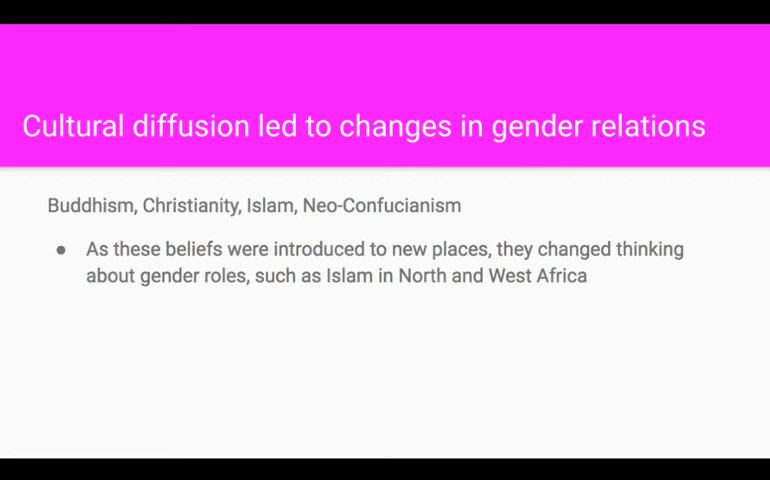 Cultural diffusion led to changes in gender relations
Buddhism, Christianity, Islam, Neo-Confucianism
● As these beliefs were introduced to new places, they changed thinking
about gender roles, such as Islam in North and West Africa